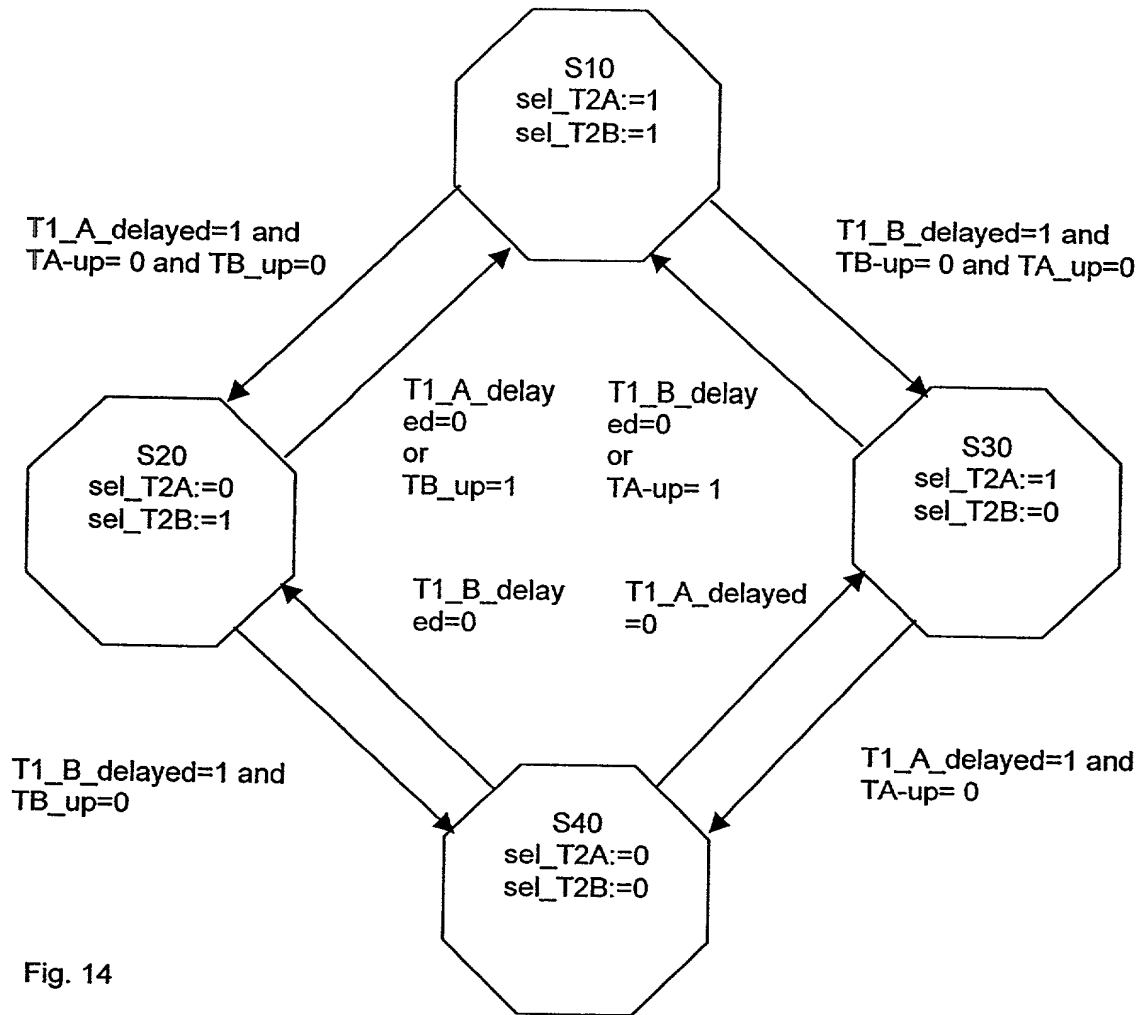 S10
sel_T2A:=1
sel_T2B:=1
T1_A_delayed=1 and
TA-up= 0 and TB_up=0
T1_B_delayed=1 and
TB-up= 0 and TA_up=0
T1_A_delay
ed=0
or
TB_up=1
T1_B_delay
ed=0
or
TA-up= 1
S20
sel_T2A:=0
sel_T2B:=1
S30
sel_T2A:=1
sel_T2B:=0
T1_B_delay
ed=0
T1_A_delayed
=0
T1_B_delayed=1 and
TB_up=0
T1_A_delayed=1 and
TA-up= 0
S40
sel_T2A:=0
sel_T2B:=0
Fig. 14